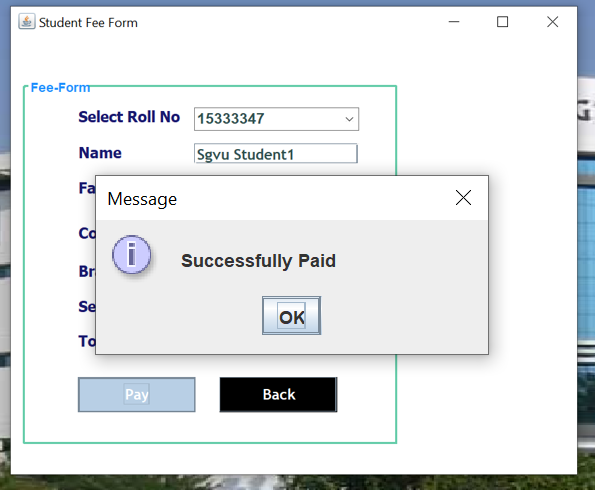 Student Fee Form
Fee-Form
Select Roll No 15333347
Name Sgvu Student1
Fa
Message
Co
i Successfully Paid
Br
Se
OK
To
Pay Back